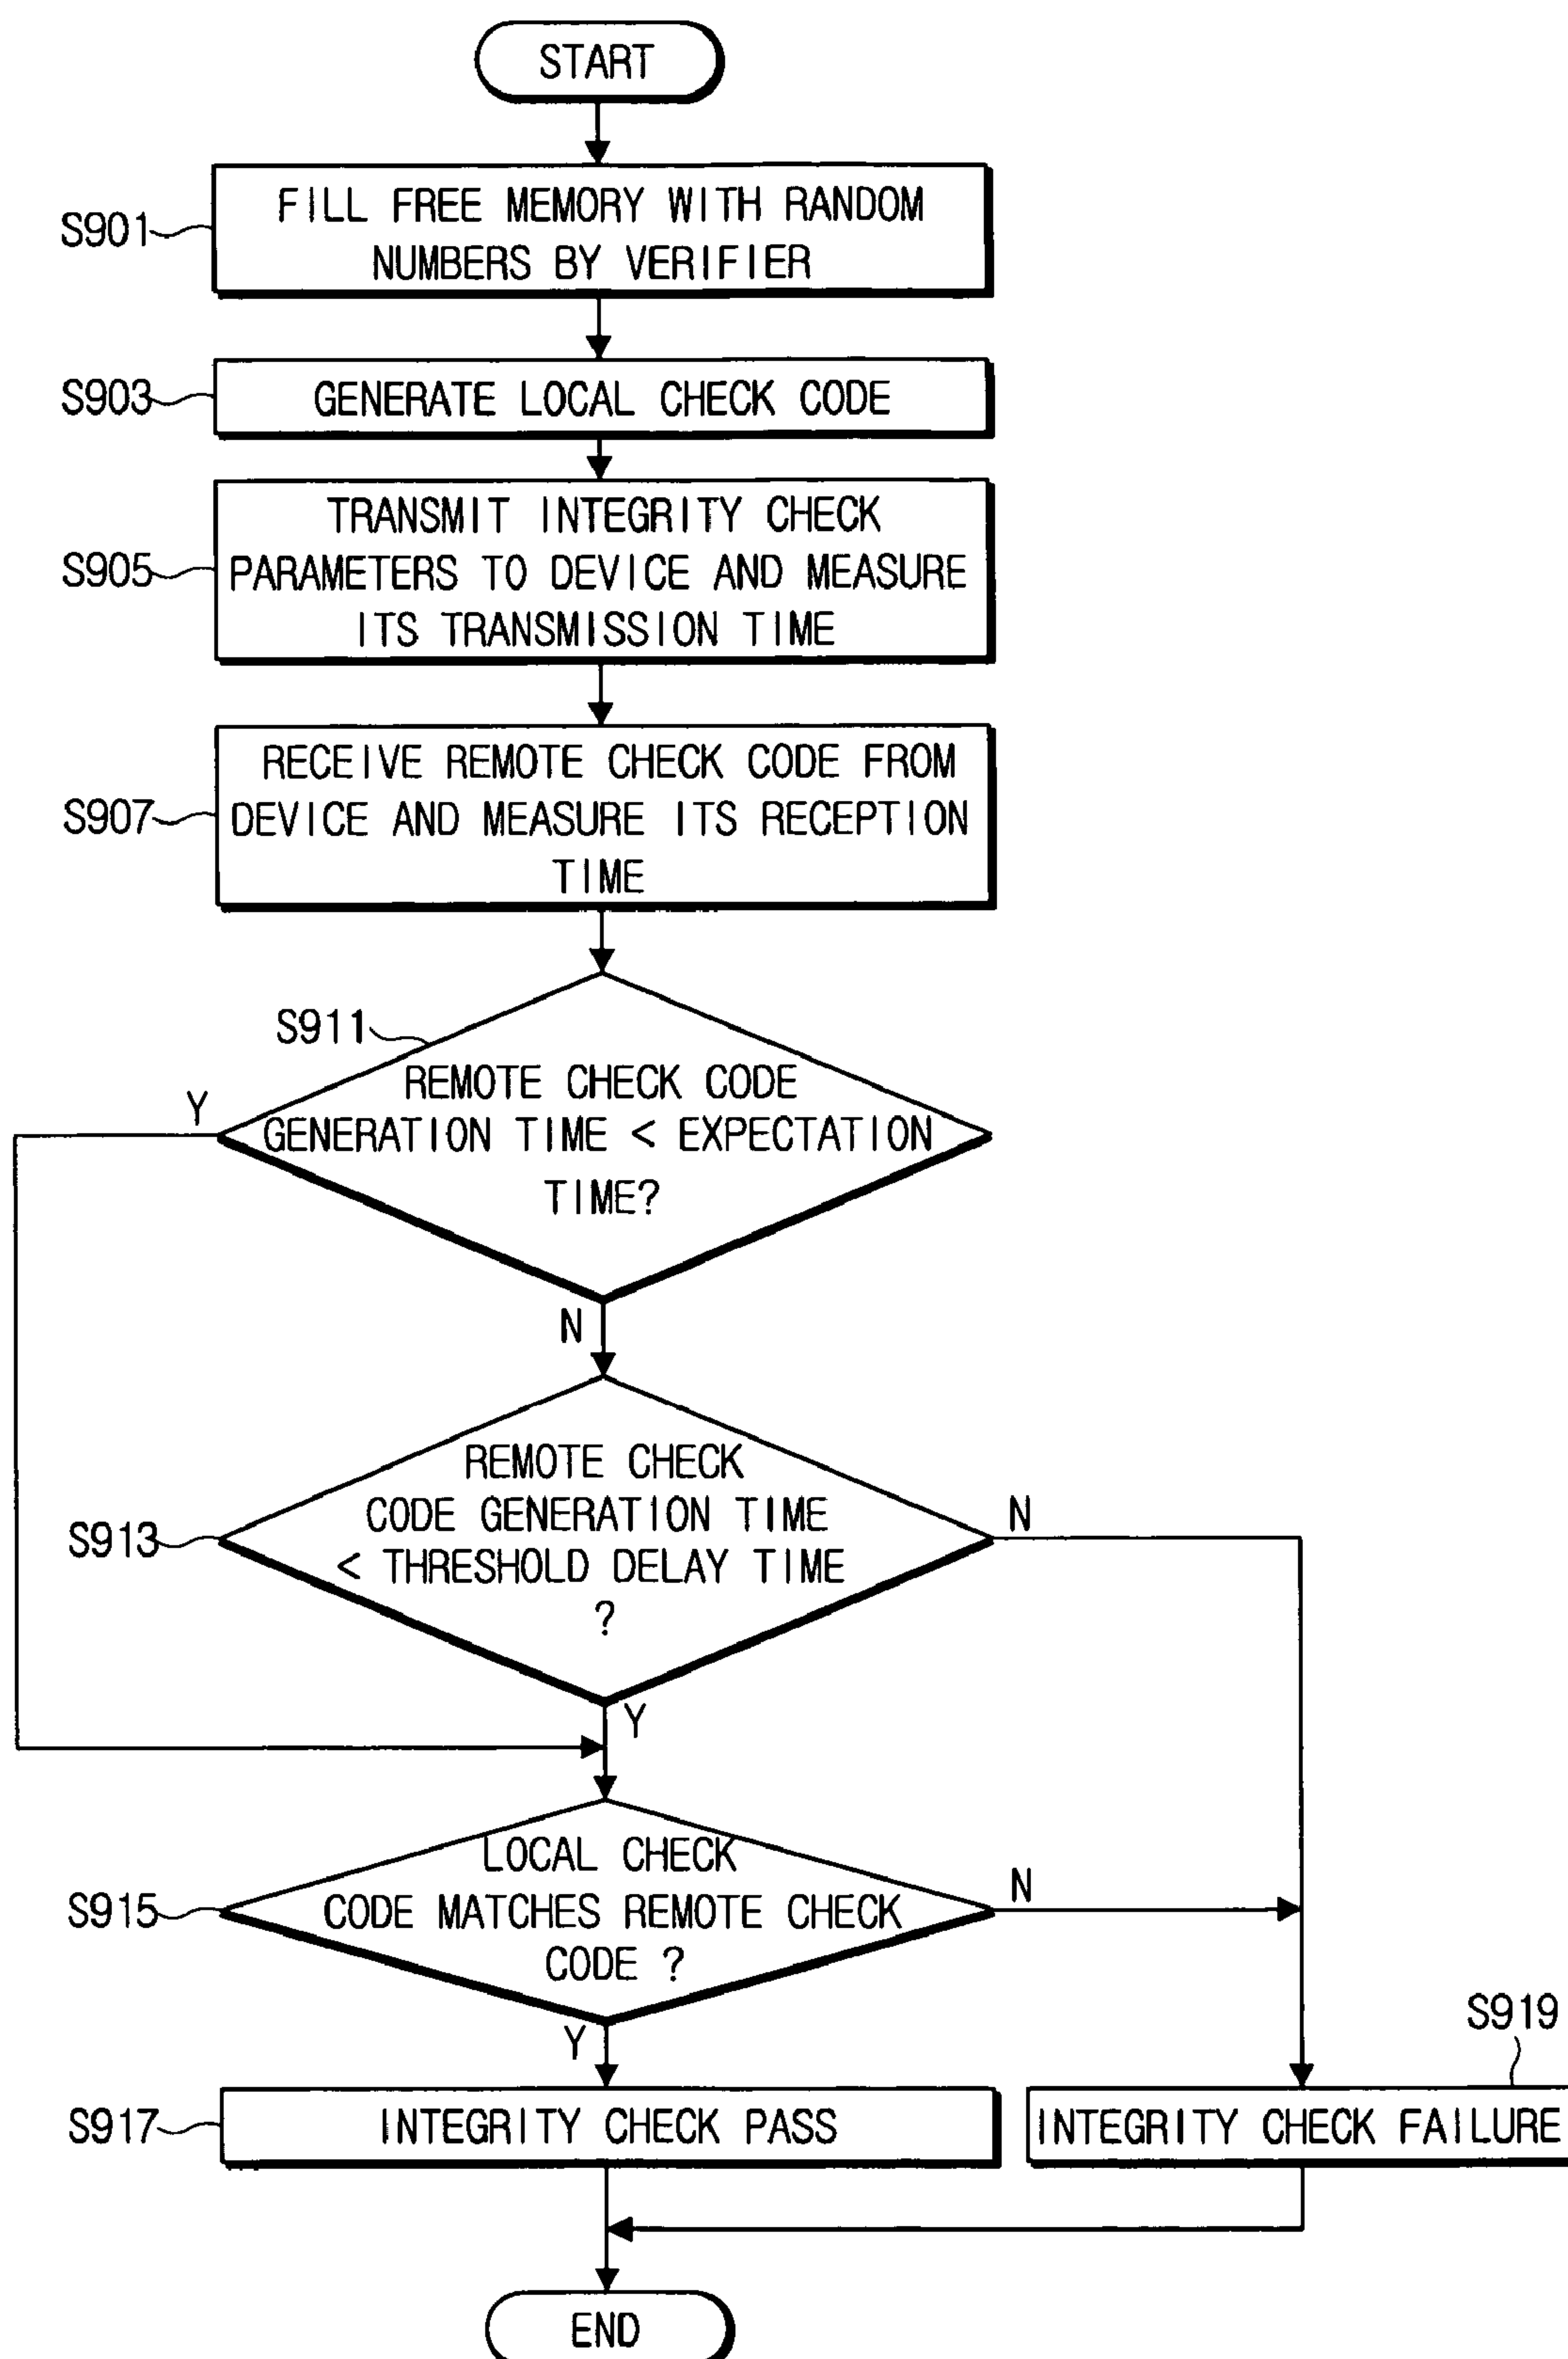 START
S901
FILL FREE MEMORY WITH RANDOM
NUMBERS BY VERIFIER
S903
GENERATE LOCAL CHECK CODE
S905
TRANSMIT INTEGRITY CHECK
PARAMETERS TO DEVICE AND MEASURE
ITS TRANSMISSION TIME
S907
RECEIVE REMOTE CHECK CODE FROM
DEVICE AND MEASURE ITS RECEPTION
TIME
S911
REMOTE CHECK CODE
GENERATION TIME < EXPECTATION
TIME?
Y
N
S913
REMOTE CHECK
CODE GENERATION TIME
< THRESHOLD DELAY TIME
?
N
Y
S915
LOCAL CHECK
CODE MATCHES REMOTE CHECK
CODE ?
N
Y
S917
INTEGRITY CHECK PASS
S919
INTEGRITY CHECK FAILURE
END